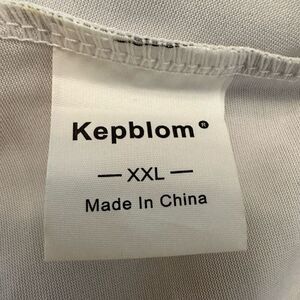 Kepblom®
— XXL —
Made In China